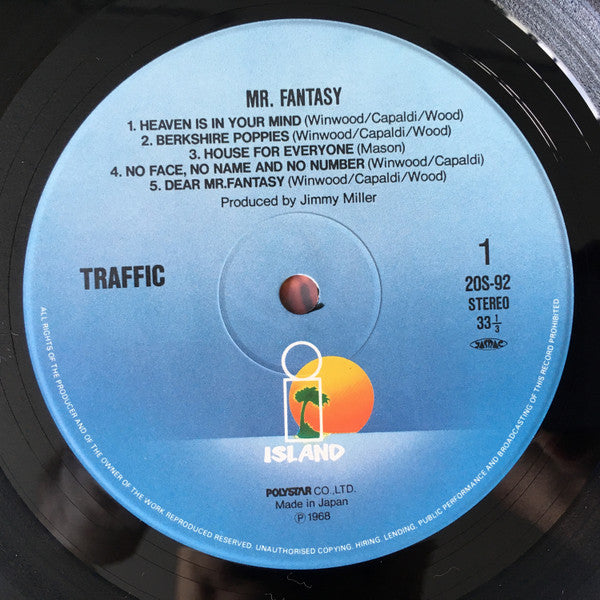 MR. FANTASY
1. HEAVEN IS IN YOUR MIND (Winwood/Capaldi/Wood)
2. BERKSHIRE POPPIES (Winwood/Capaldi/Wood)
3. HOUSE FOR EVERYONE (Mason)
4. NO FACE, NO NAME AND NO NUMBER (Winwood/Capaldi)
5. DEAR MR.FANTASY (Winwood/Capaldi/Wood)
Produced by Jimmy Miller
TRAFFIC
1
20S-92
STEREO
33 1/3
JASRAC
i
ISLAND
POLYSTAR CO.,LTD.
Made in Japan
Ⓟ 1968
ALL RIGHTS OF THE PRODUCER AND OF THE OWNER OF THE WORK REPRODUCED RESERVED. UNAUTHORISED COPYING. HIRING. LENDING. PUBLIC PERFORMANCE AND BROADCASTING OF THIS RECORD PROHIBITED.